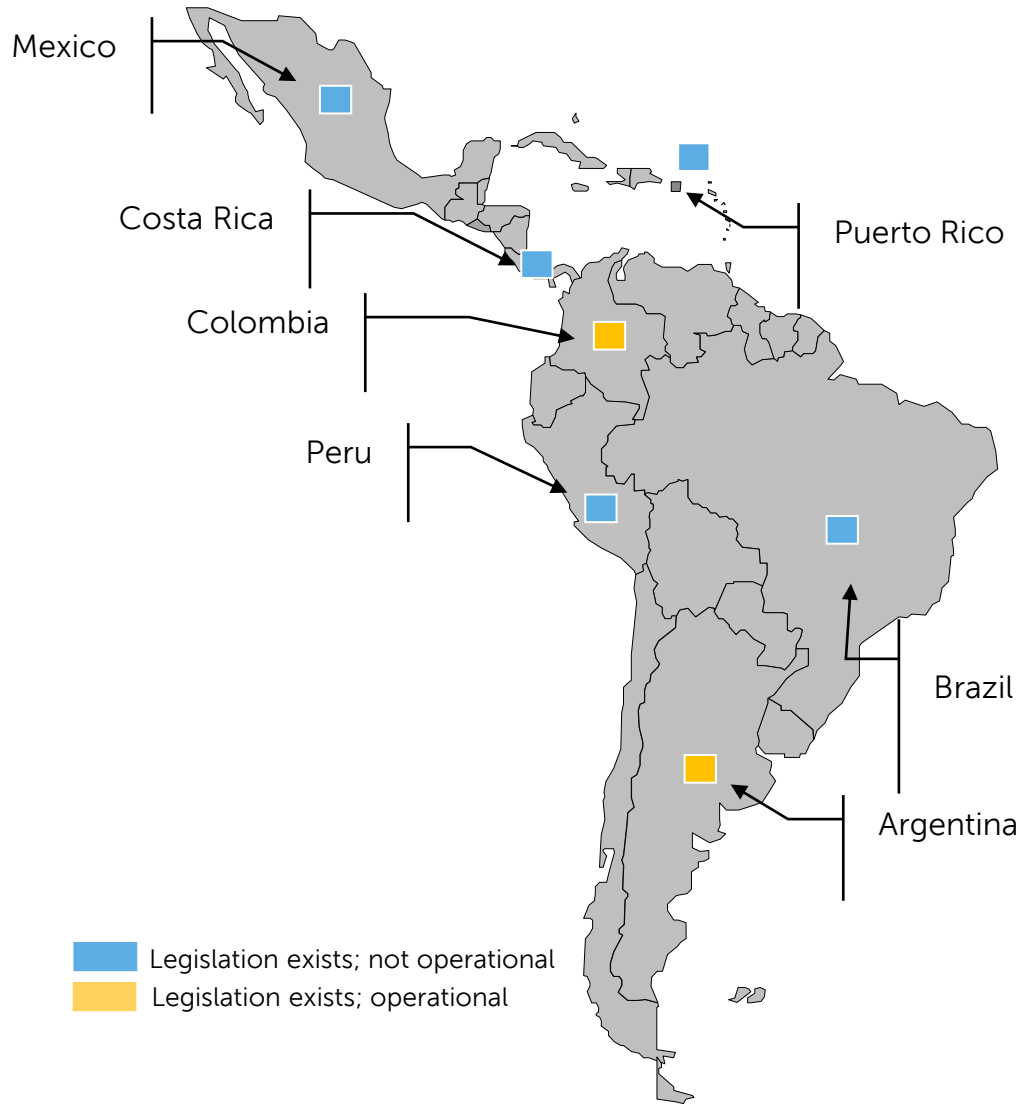 Mexico
Costa Rica
Puerto Rico
Colombia
Peru
Brazil
Argentina
Legislation exists; not operational
Legislation exists; operational